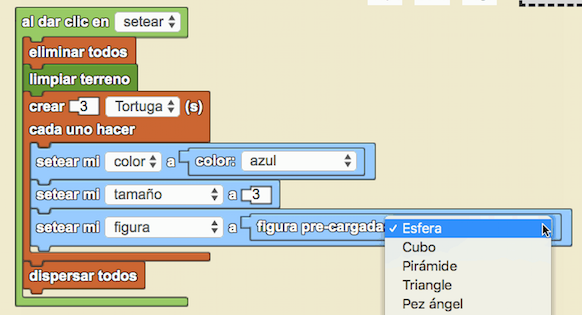 al dar clic en setear
eliminar todos
limpiar terreno
crear 3 Tortuga (s)
cada uno hacer
setear mi color a color: azul
setear mi tamaño a 3
setear mi figura a figura pre-cargada: ✓ Esfera
Cubo
Pirámide
Triangle
Pez ángel
dispersar todos